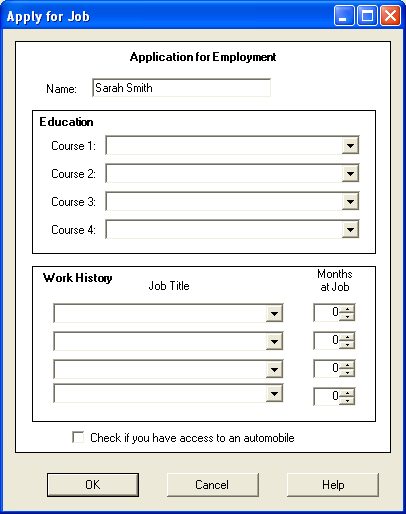 Apply for Job
Application for Employment
Name: Sarah Smith
Education
Course 1:
Course 2:
Course 3:
Course 4:
Work History
Job Title
Months
at Job
0
0
0
0
Check if you have access to an automobile
OK Cancel Help